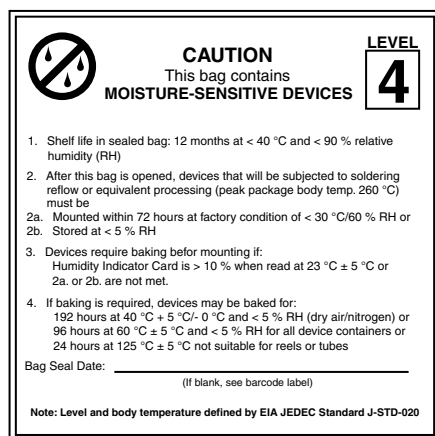 LEVEL
CAUTION
4
This bag contains
MOISTURE-SENSITIVE DEVICES
1. Shelf life in sealed bag: 12 months at < 40 °C and < 90 % relative
humidity (RH)
2. After this bag is opened, devices that will be subjected to soldering
reflow or equivalent processing (peak package body temp. 260 °C)
must be
2a. Mounted within 72 hours at factory condition of < 30 °C/60 % RH or
2b. Stored at < 5 % RH
3. Devices require baking befor mounting if:
Humidity Indicator Card is > 10 % when read at 23 °C ± 5 °C or
2a. or 2b. are not met.
4. If baking is required, devices may be baked for:
192 hours at 40 °C + 5 °C/- 0 °C and < 5 % RH (dry air/nitrogen) or
96 hours at 60 °C ± 5 °C and < 5 % RH for all device containers or
24 hours at 125 °C ± 5 °C not suitable for reels or tubes
Bag Seal Date:
(If blank, see barcode label)
Note: Level and body temperature defined by EIA JEDEC Standard J-STD-020